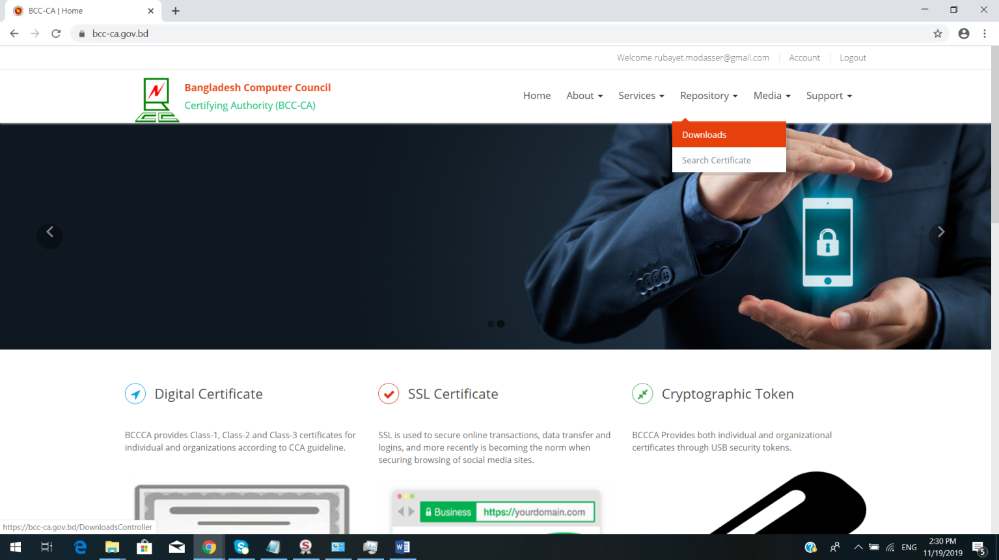 BCC-CA | Home
bcc-ca.gov.bd
Welcome rubayet.modasser@gmail.com Account Logout
Bangladesh Computer Council
Certifying Authority (BCC-CA)
Home About Services Repository Media Support
Downloads
Search Certificate
Digital Certificate
BCCCA provides Class-1, Class-2 and Class-3 certificates for
individual and organizations according to CCA guideline.
SSL Certificate
SSL is used to secure online transactions, data transfer and
logins, and more recently is becoming the norm when
securing browsing of social media sites.
Business https://yourdomain.com
Cryptographic Token
BCCCA Provides both individual and organizational
certificates through USB security tokens.
https://bcc-ca.gov.bd/DownloadsController
ENG
2:30 PM
11/19/2019
5